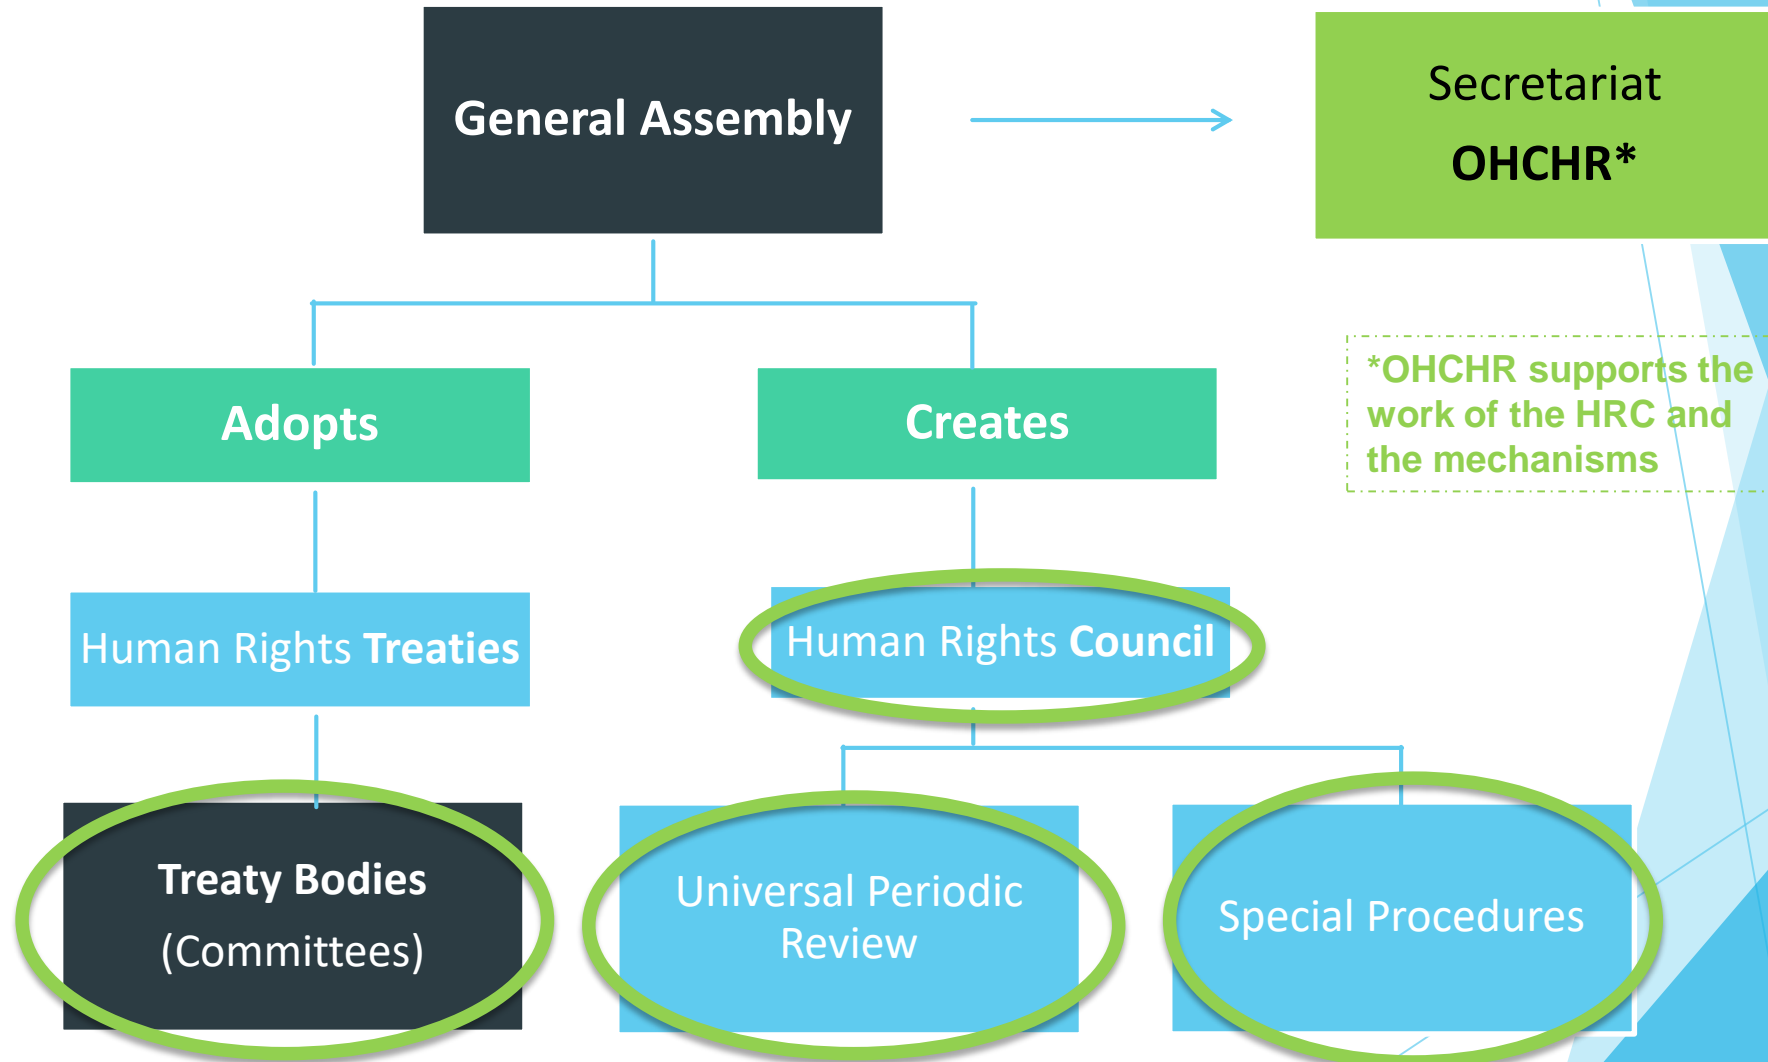 General Assembly
Secretariat
OHCHR*
*OHCHR supports the
work of the HRC and
the mechanisms
Adopts
Creates
Human Rights Treaties
Human Rights Council
Treaty Bodies
(Committees)
Universal Periodic
Review
Special Procedures